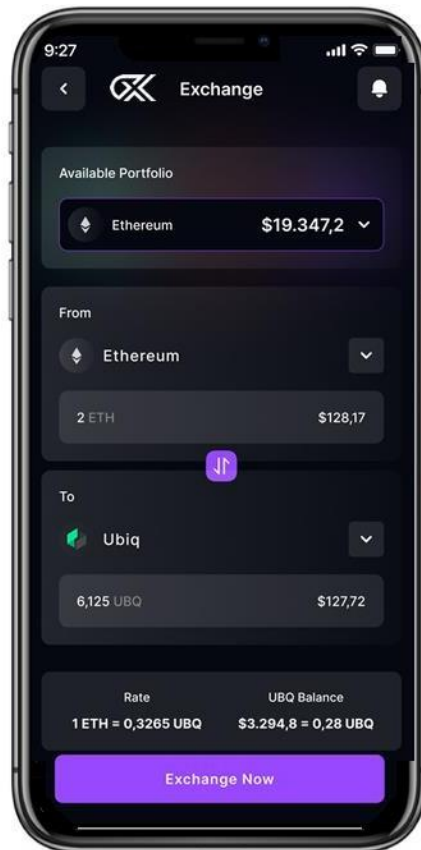 9:27
Exchange
Available Portfolio
Ethereum $19.347,2
From
Ethereum
2 ETH $128,17
To
Ubiq
6,125 UBQ $127,72
Rate UBQ Balance
1 ETH = 0,3265 UBQ $3.294,8 = 0,28 UBQ
Exchange Now